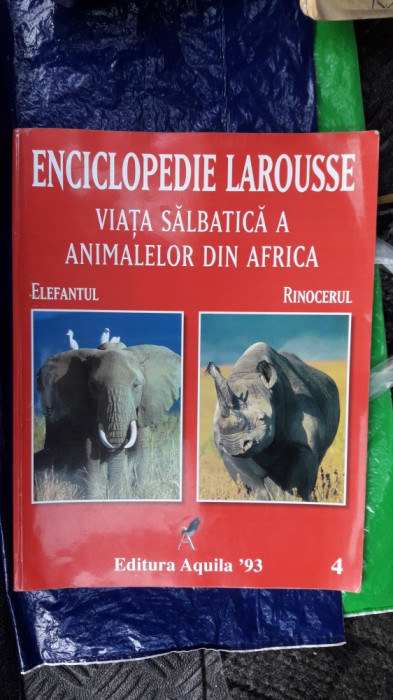 ENCICLOPEDIE LAROUSSE
VIAȚA SĂLBATICĂ A
ANIMALELOR DIN AFRICA
ELEFANTUL RINOCERUL
Editura Aquila '93 4